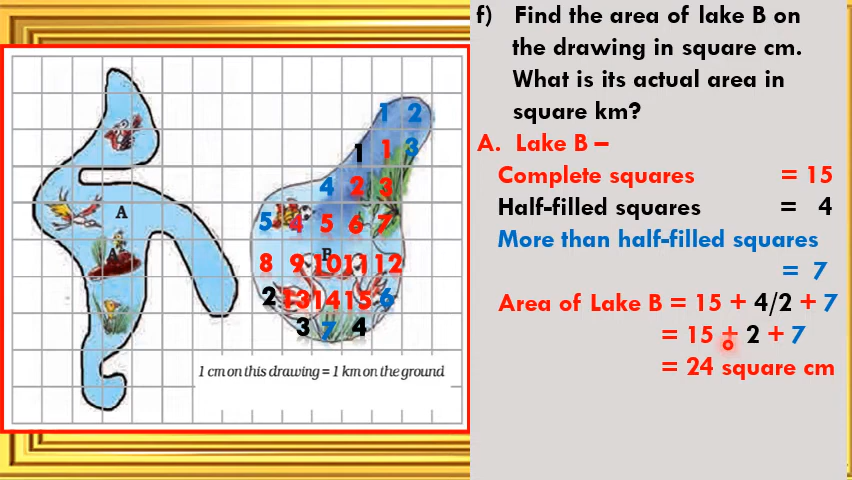 f) Find the area of lake B on
the drawing in square cm.
What is its actual area in
square km?
A. Lake B –
Complete squares = 15
Half-filled squares = 4
More than half-filled squares
= 7
Area of Lake B = 15 + 4/2 + 7
= 15 + 2 + 7
= 24 square cm
1 2
1 1 3
4 2 3
A
5 4 5 6 7
A
B
8 9 10 11 12
2 13 14 15 6
3 7 4
1 cm on this drawing = 1 km on the ground